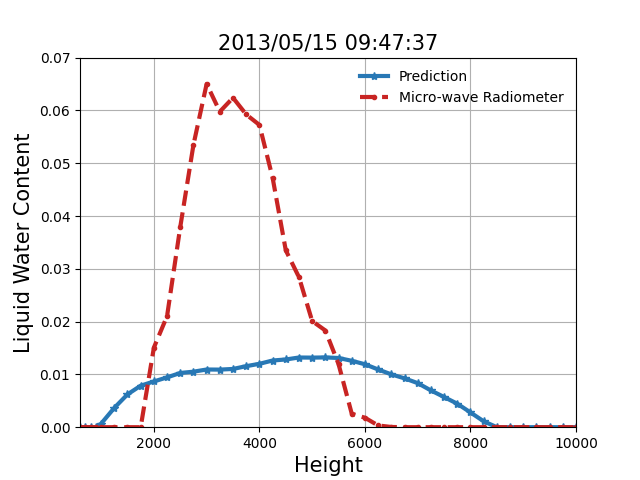 2013/05/15 09:47:37
0.07
0.06
0.05
0.04
0.03
0.02
0.01
0.00
Liquid Water Content
Prediction
Micro-wave Radiometer
2000 4000 6000 8000 10000
Height